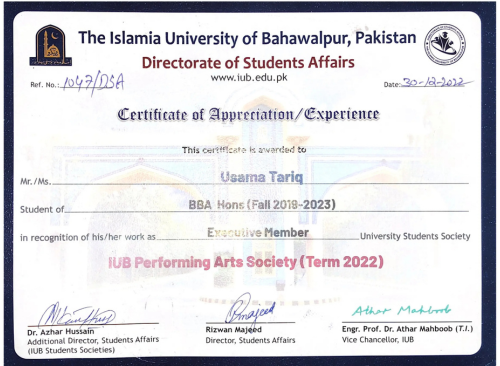 The Islamia University of Bahawalpur, Pakistan
Directorate of Students Affairs
www.iub.edu.pk
Ref. No.: 1047/DSA Date: 30-12-2022
Certificate of Appreciation/Experience
This certificate is awarded to
Mr./Ms. Usama Tariq
Student of BBA Hons (Fall 2019-2023)
in recognition of his/her work as Executive Member University Students Society
IUB Performing Arts Society (Term 2022)
Majeed Athar Mahboob
Dr. Azhar Hussain Rizwan Majeed Engr. Prof. Dr. Athar Mahboob (T.I.)
Additional Director, Students Affairs Director, Students Affairs Vice Chancellor, IUB
(IUB Students Societies)